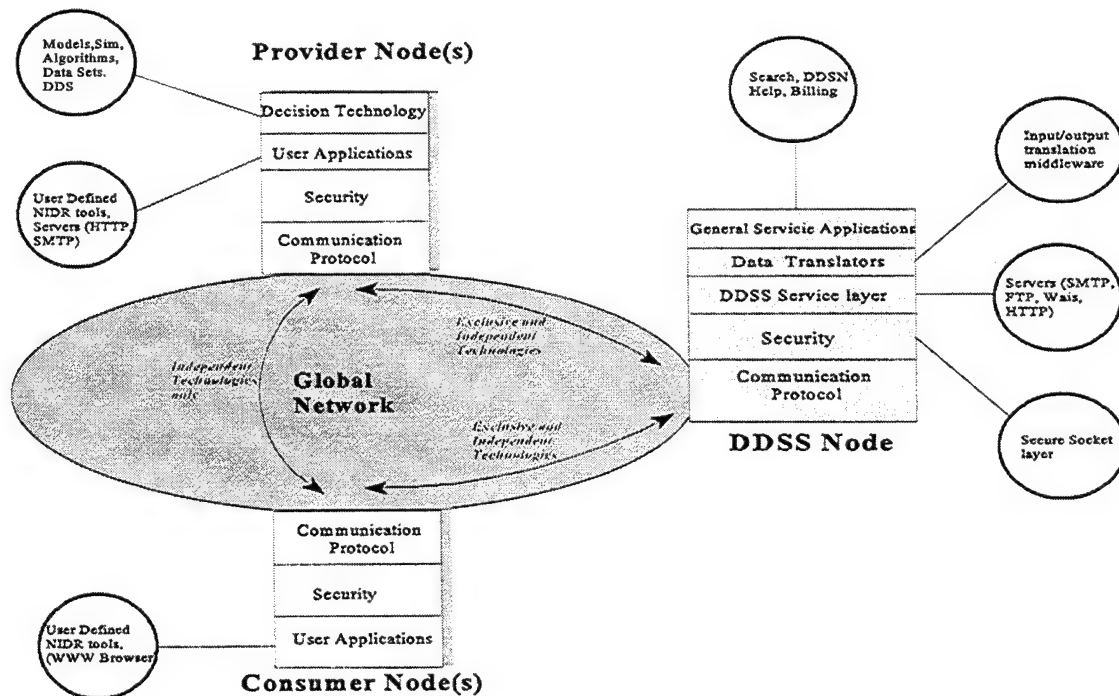 Models,Sim,
Algorithms,
Data Sets.
DDS
Provider Node(s)
Decision Technology
User Applications
Security
Communication
Protocol
User Defined
NIDR tools,
Servers (HTTP,
SMTP)
Search, DDSN
Help, Billing
Input/output
translation
middleware
General Servicie Applications
Data Translators
DDSS Service layer
Security
Communication
Protocol
DDSS Node
Servers (SMTP,
FTP, Wais,
HTTP)
Secure Socket
layer
Exclusive and
Independent
Technologies
Independent
Technologies
only
Global
Network
Exclusive and
Independent
Technologies
Communication
Protocol
Security
User Applications
Consumer Node(s)
User Defined
NIDR tools,
(WWW Browser